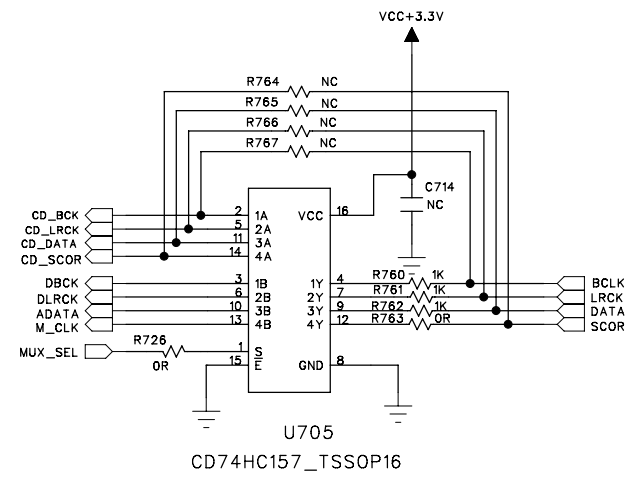 VCC+3.3V
R764 NC
R765 NC
R766 NC
R767 NC
C714
NC
CD_BCK 2 1A VCC 16
CD_LRCK 5 2A
CD_DATA 11 3A
CD_SCOR 14 4A
DBCK 3 1B 1Y 4 R760 1K BCLK
DLRCK 6 2B 2Y 7 R761 1K LRCK
ADATA 10 3B 3Y 9 R762 1K DATA
M_CLK 13 4B 4Y 12 R763 0R SCOR
MUX_SEL R726 0R 1 S
15 E GND 8
U705
CD74HC157_TSSOP16